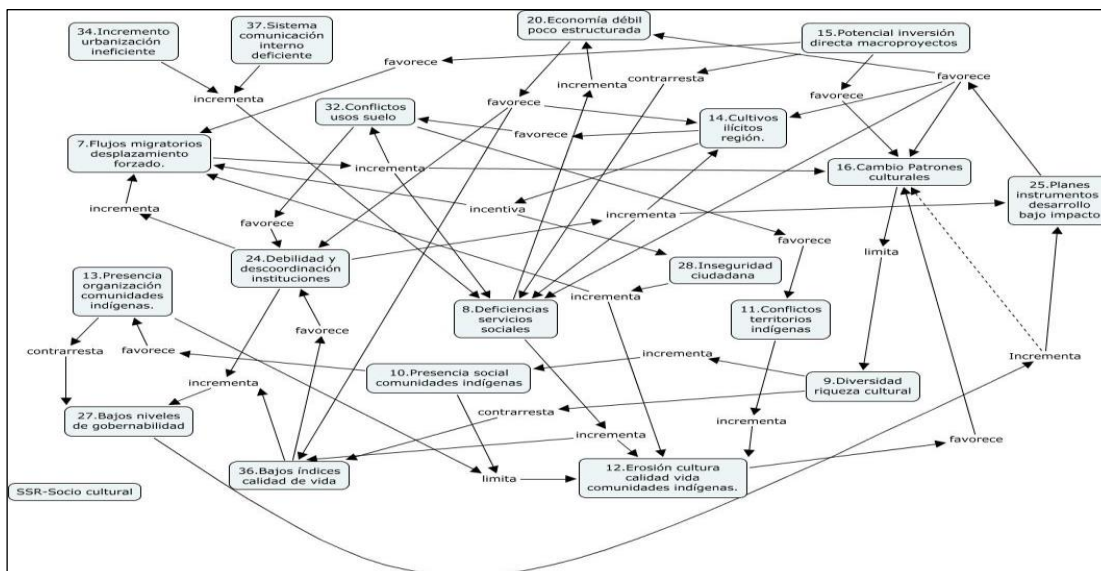 34.Incremento
urbanización
ineficiente
37.Sistema
comunicación
interno
deficiente
20.Economía débil
poco estructurada
15.Potencial inversión
directa macroproyectos
favorece
incrementa
contrarresta
favorece
favorece
incrementa
32.Conflictos
usos suelo
favorece
favorece
14.Cultivos
ilícitos
región.
7.Flujos migratorios
desplazamiento
forzado.
incrementa
16.Cambio Patrones
culturales
25.Planes
instrumentos
desarrollo
bajo impacto
incrementa
incentiva
incrementa
favorece
favorece
limita
24.Debilidad y
descoordinación
instituciones
13.Presencia
organización
comunidades
indígenas.
28.Inseguridad
ciudadana
incrementa
8.Deficiencias
servicios
sociales
11.Conflictos
territorios
indígenas
favorece
contrarresta
favorece
incrementa
Incrementa
10.Presencia social
comunidades indígenas
9.Diversidad
riqueza cultural
incrementa
27.Bajos niveles
de gobernabilidad
contrarresta
incrementa
incrementa
favorece
36.Bajos índices
calidad de vida
limita
12.Erosión cultura
calidad vida
comunidades indígenas.
SSR-Socio cultural